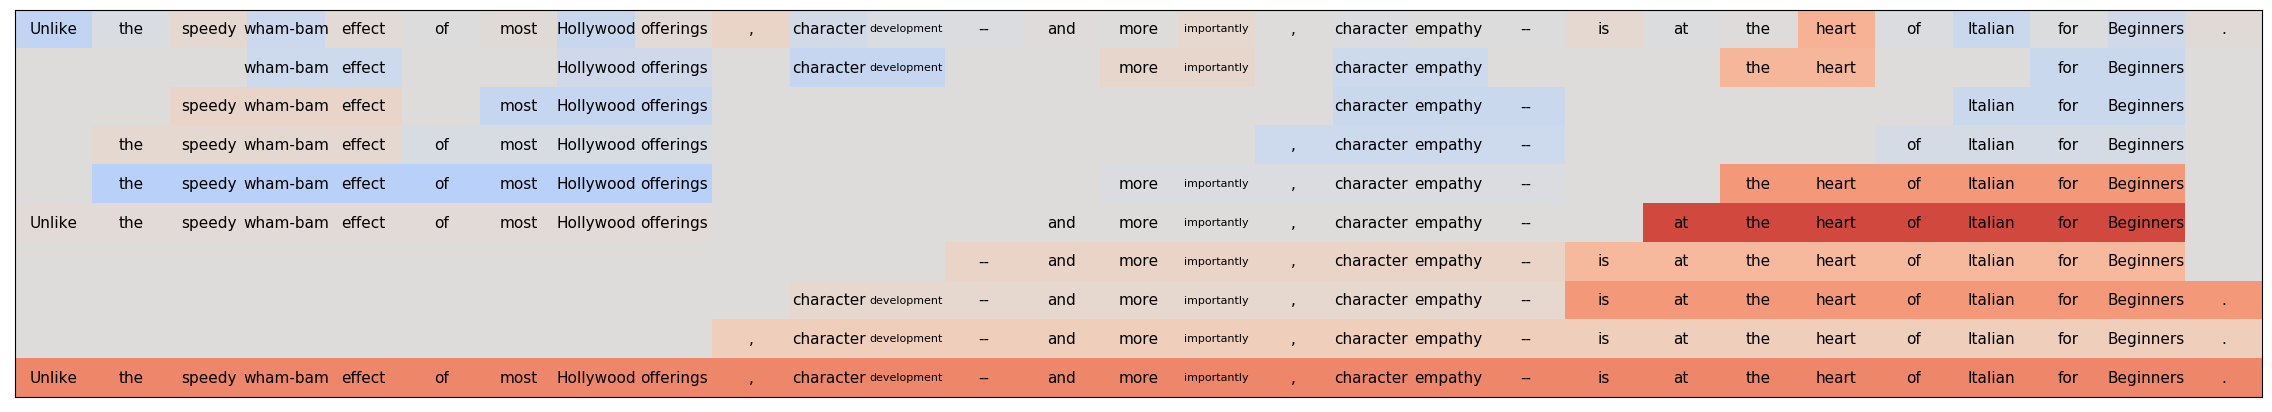 Unlike the speedy wham-bam effect of most Hollywood offerings , character development -- and more importantly , character empathy -- is at the heart of Italian for Beginners .
wham-bam effect Hollywood offerings character development more importantly character empathy the heart for Beginners
speedy wham-bam effect most Hollywood offerings character empathy -- Italian for Beginners
the speedy wham-bam effect of most Hollywood offerings , character empathy -- of Italian for Beginners
the speedy wham-bam effect of most Hollywood offerings more importantly , character empathy -- the heart of Italian for Beginners
Unlike the speedy wham-bam effect of most Hollywood offerings and more importantly , character empathy -- at the heart of Italian for Beginners
-- and more importantly , character empathy -- is at the heart of Italian for Beginners
character development -- and more importantly , character empathy -- is at the heart of Italian for Beginners .
, character development -- and more importantly , character empathy -- is at the heart of Italian for Beginners .
Unlike the speedy wham-bam effect of most Hollywood offerings , character development -- and more importantly , character empathy -- is at the heart of Italian for Beginners .